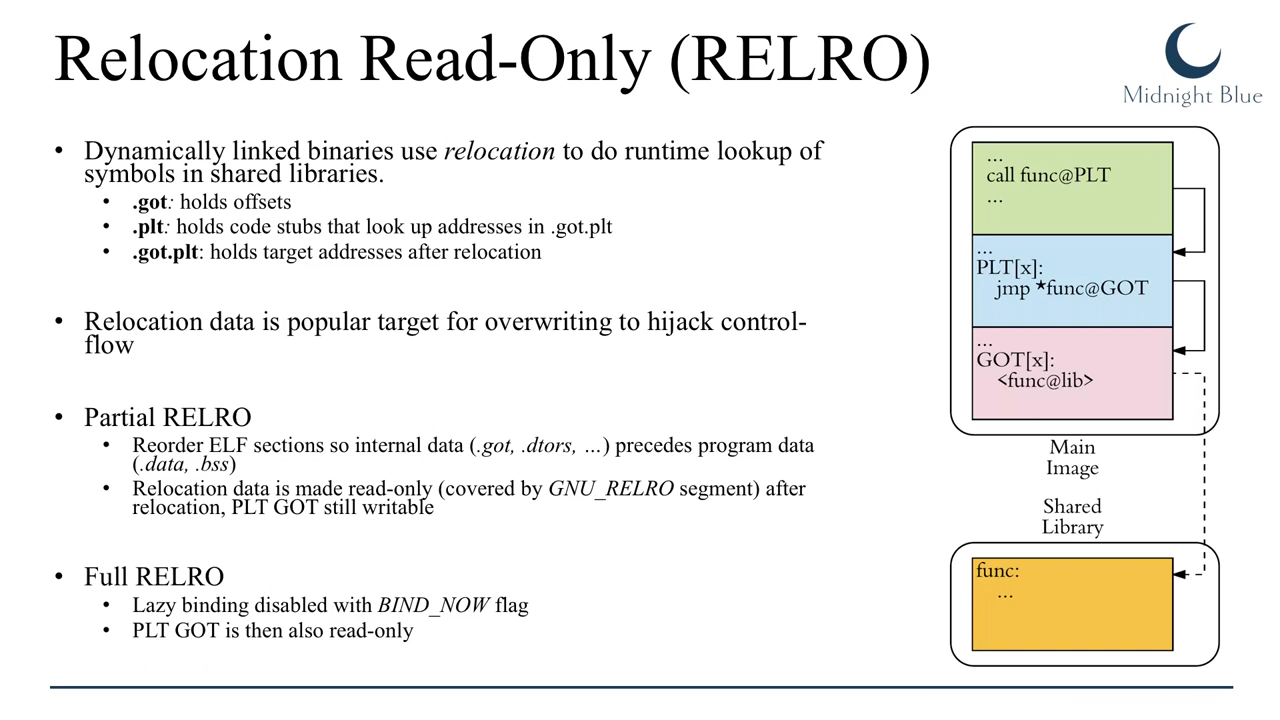 Relocation Read-Only (RELRO)
Midnight Blue
• Dynamically linked binaries use relocation to do runtime lookup of
symbols in shared libraries.
• .got: holds offsets
• .plt: holds code stubs that look up addresses in .got.plt
• .got.plt: holds target addresses after relocation
• Relocation data is popular target for overwriting to hijack control-
flow
• Partial RELRO
• Reorder ELF sections so internal data (.got, .dtors, …) precedes program data
(.data, .bss)
• Relocation data is made read-only (covered by GNU_RELRO segment) after
relocation, PLT GOT still writable
• Full RELRO
• Lazy binding disabled with BIND_NOW flag
• PLT GOT is then also read-only
...
call func@PLT
...
...
PLT[x]:
jmp *func@GOT
...
GOT[x]:
<func@lib>
Main
Image
Shared
Library
func:
...